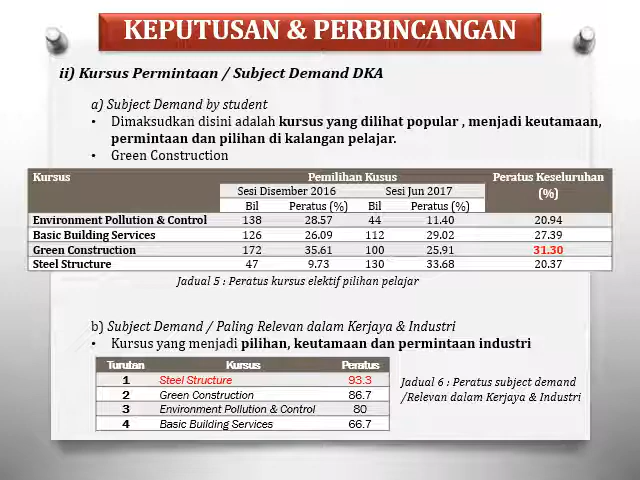 KEPUTUSAN & PERBINCANGAN
ii) Kursus Permintaan / Subject Demand DKA
a) Subject Demand by student
• Dimaksudkan disini adalah kursus yang dilihat popular , menjadi keutamaan,
permintaan dan pilihan di kalangan pelajar.
• Green Construction
Kursus Pemilihan Kusus Peratus Keseluruhan (%)
Sesi Disember 2016 Sesi Jun 2017
Bil Peratus (%) Bil Peratus (%)
Environment Pollution & Control 138 28.57 44 11.40 20.94
Basic Building Services 126 26.09 112 29.02 27.39
Green Construction 172 35.61 100 25.91 31.30
Steel Structure 47 9.73 130 33.68 20.37
Jadual 5 : Peratus kursus elektif pilihan pelajar
b) Subject Demand / Paling Relevan dalam Kerjaya & Industri
• Kursus yang menjadi pilihan, keutamaan dan permintaan industri
Turutan Kursus Peratus
1 Steel Structure 93.3
2 Green Construction 86.7
3 Environment Pollution & Control 80
4 Basic Building Services 66.7
Jadual 6 : Peratus subject demand
/Relevan dalam Kerjaya & Industri